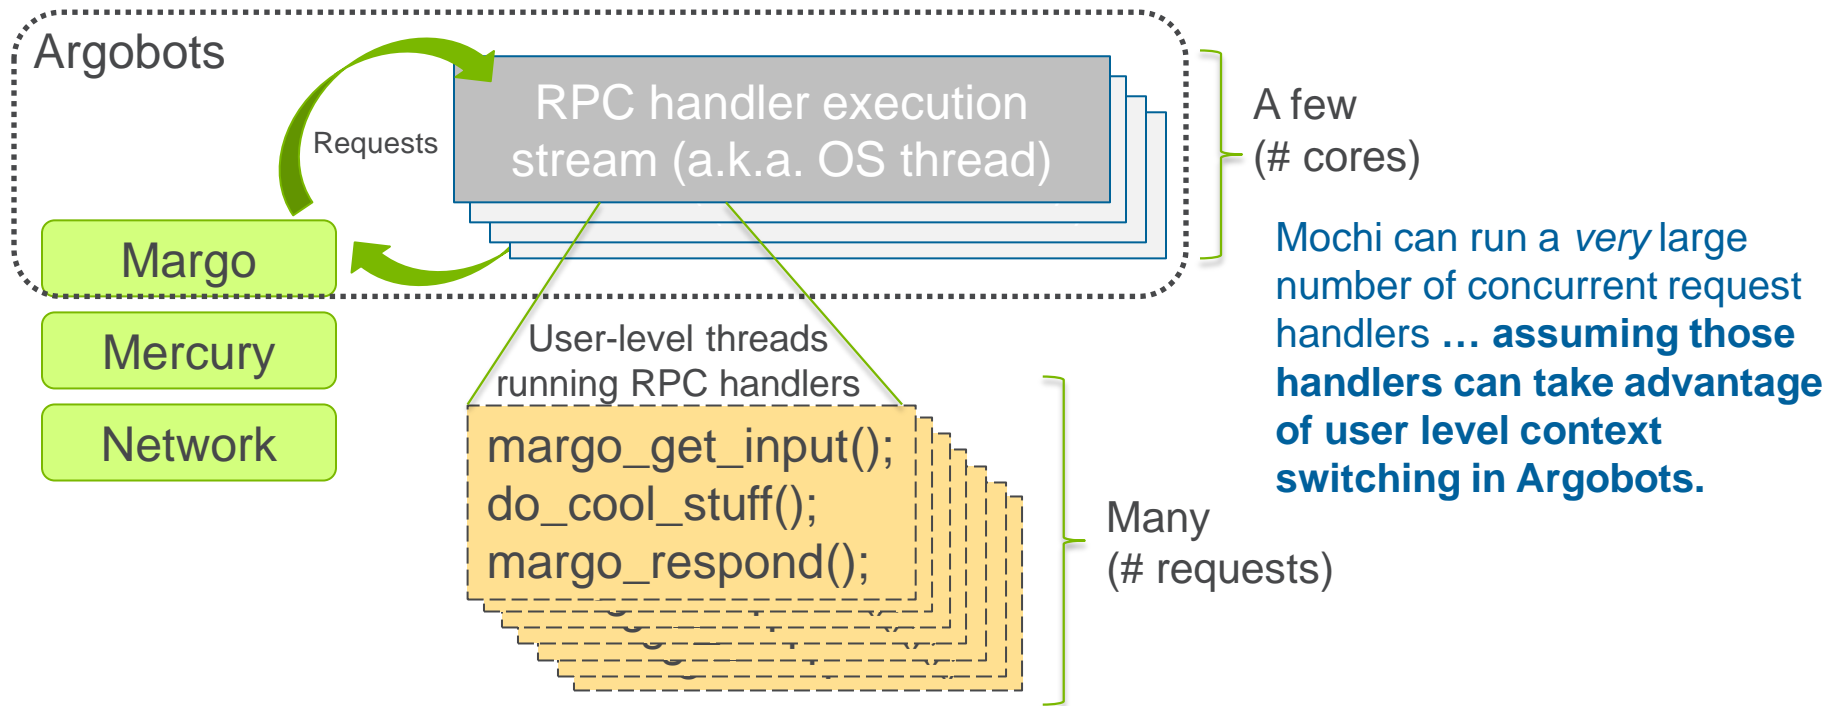 Argobots
Requests
RPC handler execution
stream (a.k.a. OS thread)
A few
(# cores)
Margo
Mercury
Network
User-level threads
running RPC handlers
margo_get_input();
do_cool_stuff();
margo_respond();
Many
(# requests)
Mochi can run a very large
number of concurrent request
handlers … assuming those
handlers can take advantage
of user level context
switching in Argobots.